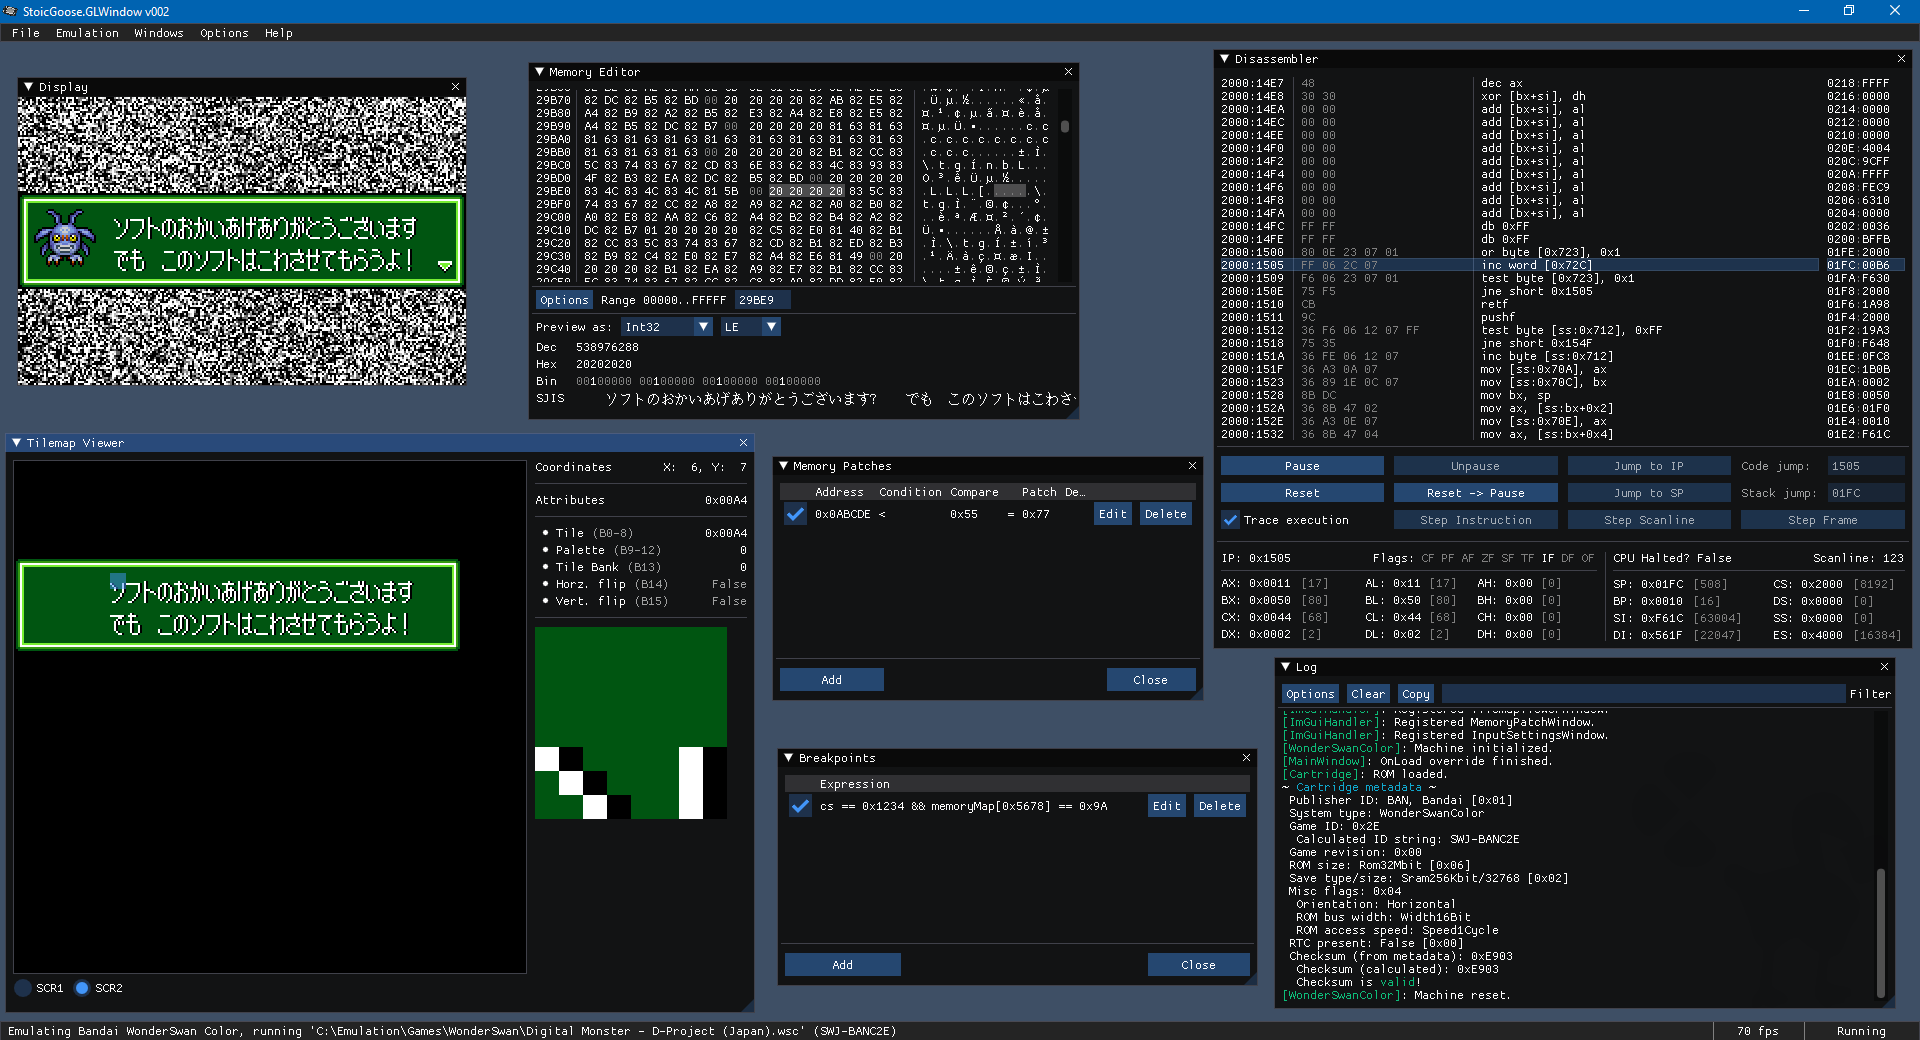 StoicGoose.GLWindow v002
File Emulation Windows Options Help
Display
ソフトのおかいあげありがとうございます
でも このソフトはこわさせてもらうよ！
Memory Editor
29B70 82 DC 82 B5 82 BD 00 20 20 20 20 82 AB 82 E5 82
29B80 A4 82 B9 82 A2 82 B5 82 E3 82 A4 82 E8 82 E5 82
29B90 A4 82 B5 82 DC 82 B7 00 20 20 20 20 81 63 81 63
29BA0 81 63 81 63 81 63 81 63 81 63 81 63 81 63 81 63
29BB0 81 63 81 63 81 63 00 20 20 20 20 82 B1 82 CC 83
29BC0 5C 83 74 83 67 82 CD 83 6E 83 62 83 4C 83 93 83
29BD0 4F 82 B3 82 EA 82 DC 82 B5 82 BD 00 20 20 20 20
29BE0 83 4C 83 4C 83 4C 81 5B 00 20 20 20 20 83 5C 83
29BF0 74 83 67 82 CC 82 A8 82 A9 82 A2 82 A0 82 B0 82
29C00 A0 82 E8 82 AA 82 C6 82 A4 82 B2 82 B4 82 A2 82
29C10 DC 82 B7 01 20 20 20 20 82 C5 82 E0 81 40 82 B1
29C20 82 CC 83 5C 83 74 83 67 82 CD 82 B1 82 ED 82 B3
29C30 82 B9 82 C4 82 E0 82 E7 82 A4 82 E6 81 49 00 20
29C40 20 20 20 82 B1 82 EA 82 A9 82 E7 82 B1 82 CC 83
Options Range 00000..FFFFF 29BE9
Preview as: Int32 LE
Dec 538976288
Hex 20202020
Bin 00100000 00100000 00100000 00100000
SJIS ソフトのおかいあげありがとうございます? でも このソフトはこわさ
Disassembler
2000:14E7 48 dec ax 0218:FFFF
2000:14E8 30 30 xor [bx+si], dh 0216:0000
2000:14EA 00 00 add [bx+si], al 0214:0000
2000:14EC 00 00 add [bx+si], al 0212:0000
2000:14EE 00 00 add [bx+si], al 0210:0000
2000:14F0 00 00 add [bx+si], al 020E:4004
2000:14F2 00 00 add [bx+si], al 020C:9CFF
2000:14F4 00 00 add [bx+si], al 020A:FFFF
2000:14F6 00 00 add [bx+si], al 0208:FEC9
2000:14F8 00 00 add [bx+si], al 0206:6310
2000:14FA 00 00 add [bx+si], al 0204:0000
2000:14FC FF FF db 0xFF 0202:0036
2000:14FE FF FF db 0xFF 0200:BFFB
2000:1500 80 0E 23 07 01 or byte [0x723], 0x1 01FE:2000
2000:1505 FF 06 2C 07 inc word [0x72C] 01FC:00B6
2000:1509 F6 06 23 07 01 test byte [0x723], 0x1 01FA:F630
2000:150E 75 F5 jne short 0x1505 01F8:2000
2000:1510 CB retf 01F6:1A98
2000:1511 9C pushf 01F4:2000
2000:1512 36 F6 06 12 07 FF test byte [ss:0x712], 0xFF 01F2:19A3
2000:1518 75 35 jne short 0x154F 01F0:F648
2000:151A 36 FE 06 12 07 inc byte [ss:0x712] 01EE:0FC8
2000:151F 36 A3 0A 07 mov [ss:0x70A], ax 01EC:1B0B
2000:1523 36 89 1E 0C 07 mov [ss:0x70C], bx 01EA:0002
2000:1528 8B DC mov bx, sp 01E8:0050
2000:152A 36 8B 47 02 mov ax, [ss:bx+0x2] 01E6:01F0
2000:152E 36 A3 0E 07 mov [ss:0x70E], ax 01E4:0010
2000:1532 36 8B 47 04 mov ax, [ss:bx+0x4] 01E2:F61C
Pause Unpause Jump to IP Code jump: 1505
Reset Reset -> Pause Jump to SP Stack jump: 01FC
Trace execution Step Instruction Step Scanline Step Frame
IP: 0x1505 Flags: CF PF AF ZF SF TF IF DF OF CPU Halted? False Scanline: 123
AX: 0x0011 [17] AL: 0x11 [17] AH: 0x00 [0] SP: 0x01FC [508] CS: 0x2000 [8192]
BX: 0x0050 [80] BL: 0x50 [80] BH: 0x00 [0] BP: 0x0010 [16] DS: 0x0000 [0]
CX: 0x0044 [68] CL: 0x44 [68] CH: 0x00 [0] SI: 0xF61C [63004] SS: 0x0000 [0]
DX: 0x0002 [2] DL: 0x02 [2] DH: 0x00 [0] DI: 0x561F [22047] ES: 0x4000 [16384]
Tilemap Viewer
ソフトのおかいあげありがとうございます
でも このソフトはこわさせてもらうよ！
Coordinates X: 6, Y: 7
Attributes 0x00A4
Tile (B0-8) 0x00A4
Palette (B9-12) 0
Tile Bank (B13) 0
Horz. flip (B14) False
Vert. flip (B15) False
SCR1 SCR2
Memory Patches
Address Condition Compare Patch De…
0x0ABCDE < 0x55 = 0x77 Edit Delete
Add Close
Breakpoints
Expression
cs == 0x1234 && memoryMap[0x5678] == 0x9A Edit Delete
Add Close
Log
Options Clear Copy Filter
[ImGuiHandler]: Registered MemoryPatchWindow.
[ImGuiHandler]: Registered InputSettingsWindow.
[WonderSwanColor]: Machine initialized.
[MainWindow]: OnLoad override finished.
[Cartridge]: ROM loaded.
~ Cartridge metadata ~
Publisher ID: BAN, Bandai [0x01]
System type: WonderSwanColor
Game ID: 0x2E
Calculated ID string: SWJ-BANC2E
Game revision: 0x00
ROM size: Rom32Mbit [0x06]
Save type/size: Sram256Kbit/32768 [0x02]
Misc flags: 0x04
Orientation: Horizontal
ROM bus width: Width16Bit
ROM access speed: Speed1Cycle
RTC present: False [0x00]
Checksum (from metadata): 0xE903
Checksum (calculated): 0xE903
Checksum is valid!
[WonderSwanColor]: Machine reset.
Emulating Bandai WonderSwan Color, running 'C:\Emulation\Games\WonderSwan\Digital Monster - D-Project (Japan).wsc' (SWJ-BANC2E) 70 fps Running